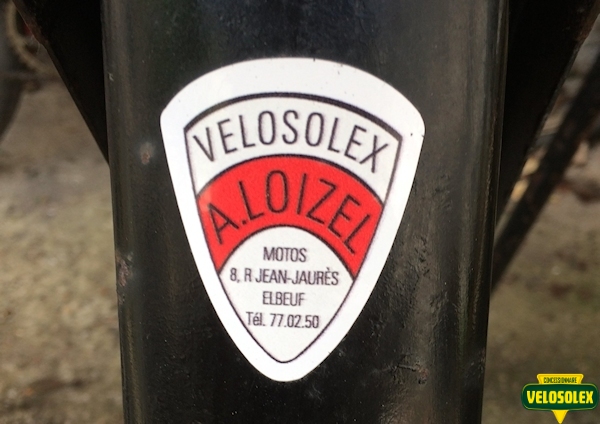 VELOSOLEX
A.LOIZEL
MOTOS
8, R JEAN-JAURÈS
ELBEUF
Tél. 77.02.50
CONCESSIONNAIRE
VELOSOLEX